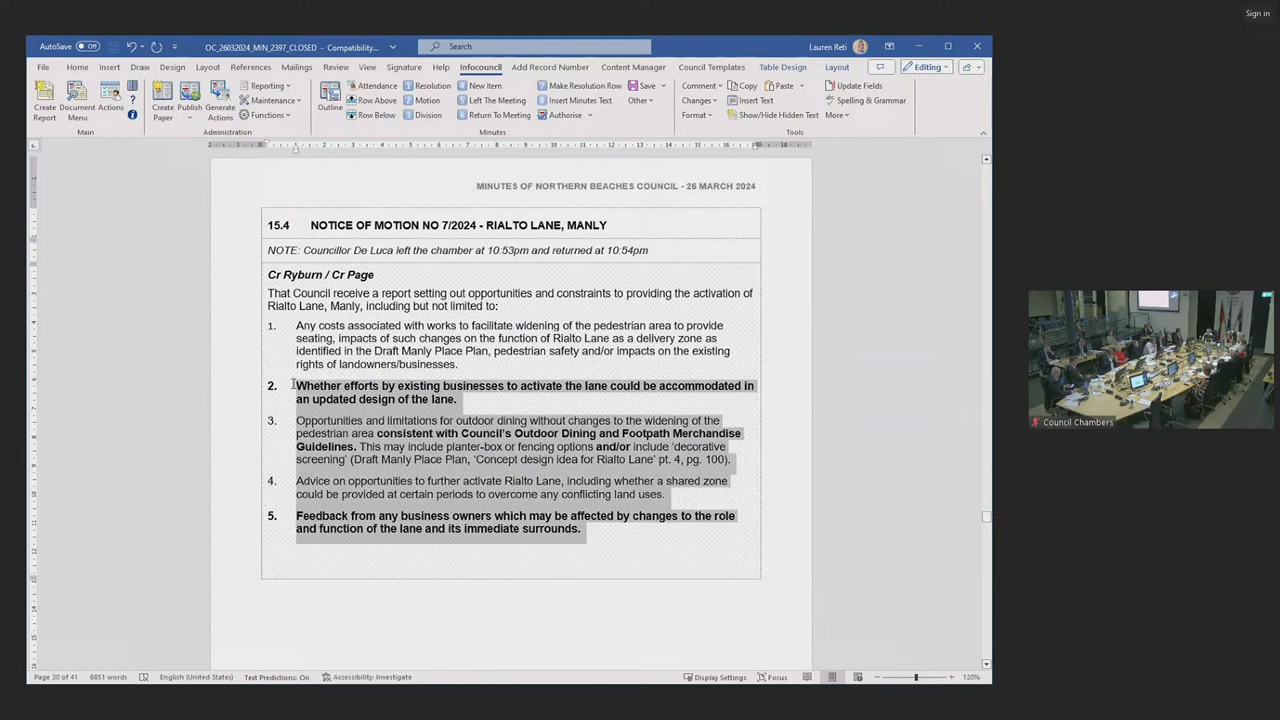 Sign in
AutoSave Off OC_26032024_MIN_2397_CLOSED - Compatibility... Search Lauren Reti
File Home Insert Draw Design Layout References Mailings Review View Grammarly Help Infocouncil Add Record Number Content Manager Council Templates Table Design Layout Editing
Create Report Document Menu Actions Create Paper Publish Generate Actions Reporting Maintenance Functions Outline Attendance Row Above Row Below Resolution Motion Division New Item Left The Meeting Return To Meeting Make Resolution Row Insert Minutes Text Authorise Save Other Comment Changes Format Copy Paste Insert Text Show/Hide Hidden Text Update Fields Spelling & Grammar More
Main Administration Minutes Tools
MINUTES OF NORTHERN BEACHES COUNCIL - 26 MARCH 2024
15.4 NOTICE OF MOTION NO 7/2024 - RIALTO LANE, MANLY
NOTE: Councillor De Luca left the chamber at 10:53pm and returned at 10:54pm
Cr Ryburn / Cr Page
That Council receive a report setting out opportunities and constraints to providing the activation of
Rialto Lane, Manly, including but not limited to:
1. Any costs associated with works to facilitate widening of the pedestrian area to provide
seating, impacts of such changes on the function of Rialto Lane as a delivery zone as
identified in the Draft Manly Place Plan, pedestrian safety and/or impacts on the existing
rights of landowners/businesses.
2. Whether efforts by existing businesses to activate the lane could be accommodated in
an updated design of the lane.
3. Opportunities and limitations for outdoor dining without changes to the widening of the
pedestrian area consistent with Council's Outdoor Dining and Footpath Merchandise
Guidelines. This may include planter-box or fencing options and/or include 'decorative
screening' (Draft Manly Place Plan, 'Concept design idea for Rialto Lane' pt. 4, pg. 100).
4. Advice on opportunities to further activate Rialto Lane, including whether a shared zone
could be provided at certain periods to overcome any conflicting land uses.
5. Feedback from any business owners which may be affected by changes to the role
and function of the lane and its immediate surrounds.
Council Chambers
Page 30 of 41 6851 words English (United States) Text Predictions: On Accessibility: Investigate Display Settings Focus 120%